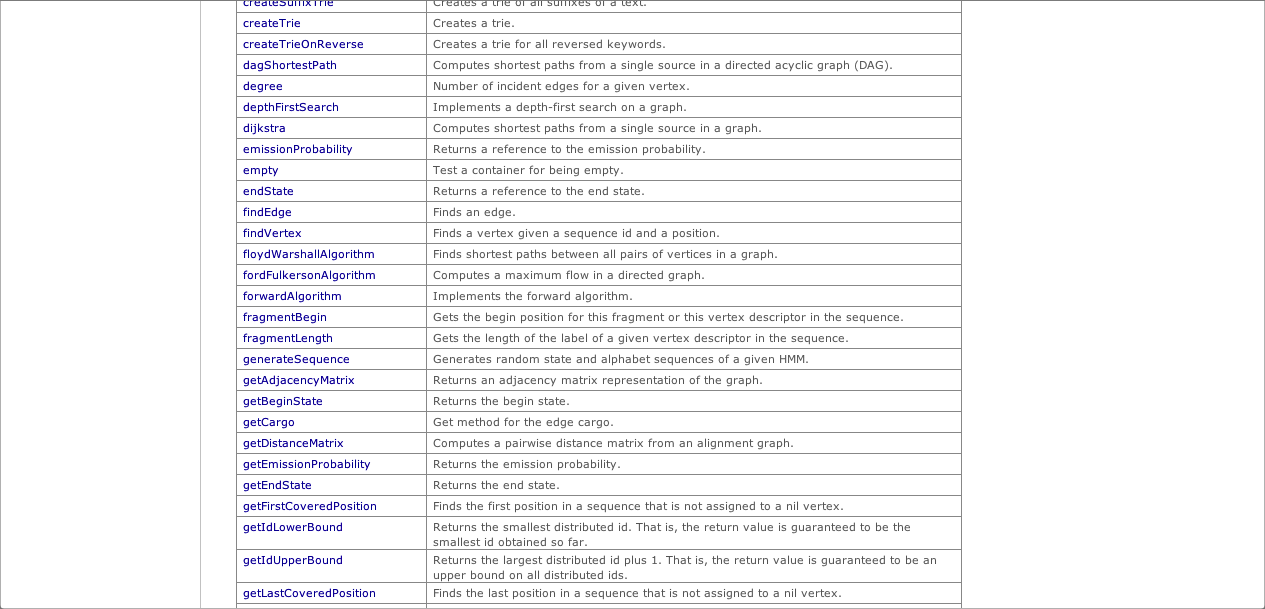 createSuffixTrie Creates a trie of all suffixes of a text.
createTrie Creates a trie.
createTrieOnReverse Creates a trie for all reversed keywords.
dagShortestPath Computes shortest paths from a single source in a directed acyclic graph (DAG).
degree Number of incident edges for a given vertex.
depthFirstSearch Implements a depth-first search on a graph.
dijkstra Computes shortest paths from a single source in a graph.
emissionProbability Returns a reference to the emission probability.
empty Test a container for being empty.
endState Returns a reference to the end state.
findEdge Finds an edge.
findVertex Finds a vertex given a sequence id and a position.
floydWarshallAlgorithm Finds shortest paths between all pairs of vertices in a graph.
fordFulkersonAlgorithm Computes a maximum flow in a directed graph.
forwardAlgorithm Implements the forward algorithm.
fragmentBegin Gets the begin position for this fragment or this vertex descriptor in the sequence.
fragmentLength Gets the length of the label of a given vertex descriptor in the sequence.
generateSequence Generates random state and alphabet sequences of a given HMM.
getAdjacencyMatrix Returns an adjacency matrix representation of the graph.
getBeginState Returns the begin state.
getCargo Get method for the edge cargo.
getDistanceMatrix Computes a pairwise distance matrix from an alignment graph.
getEmissionProbability Returns the emission probability.
getEndState Returns the end state.
getFirstCoveredPosition Finds the first position in a sequence that is not assigned to a nil vertex.
getIdLowerBound Returns the smallest distributed id. That is, the return value is guaranteed to be the
smallest id obtained so far.
getIdUpperBound Returns the largest distributed id plus 1. That is, the return value is guaranteed to be an
upper bound on all distributed ids.
getLastCoveredPosition Finds the last position in a sequence that is not assigned to a nil vertex.